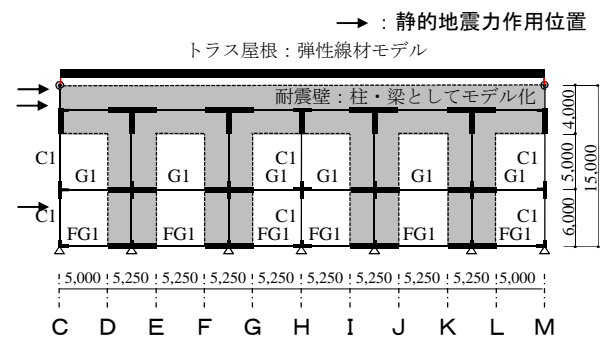 → : 静的地震力作用位置
トラス屋根：弾性線材モデル
耐震壁：柱・梁としてモデル化
4,000
C1 C1 5,000 15,000
G1 G1 G1 G1 G1 G1
C1 C1 C1 6,000
FG1 FG1 FG1 FG1 FG1 FG1
5,000 5,250 5,250 5,250 5,250 5,250 5,250 5,250 5,250 5,000
C D E F G H I J K L M